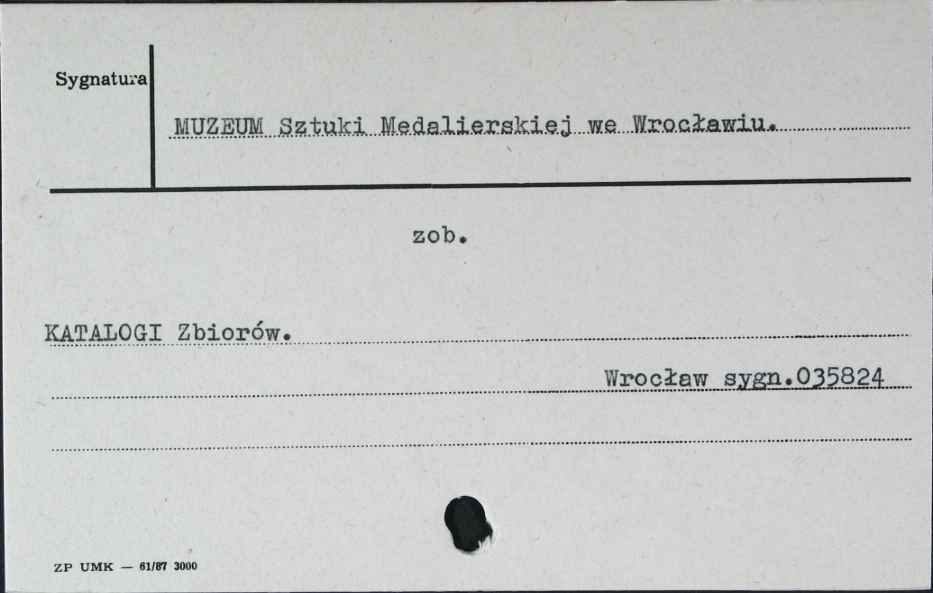 Sygnatura
MUZEUM Sztuki Medalierskiej we Wrocławiu.
zob.
KATALOGI Zbiorów.
Wrocław sygn.035824
ZP UMK — 61/87 3000